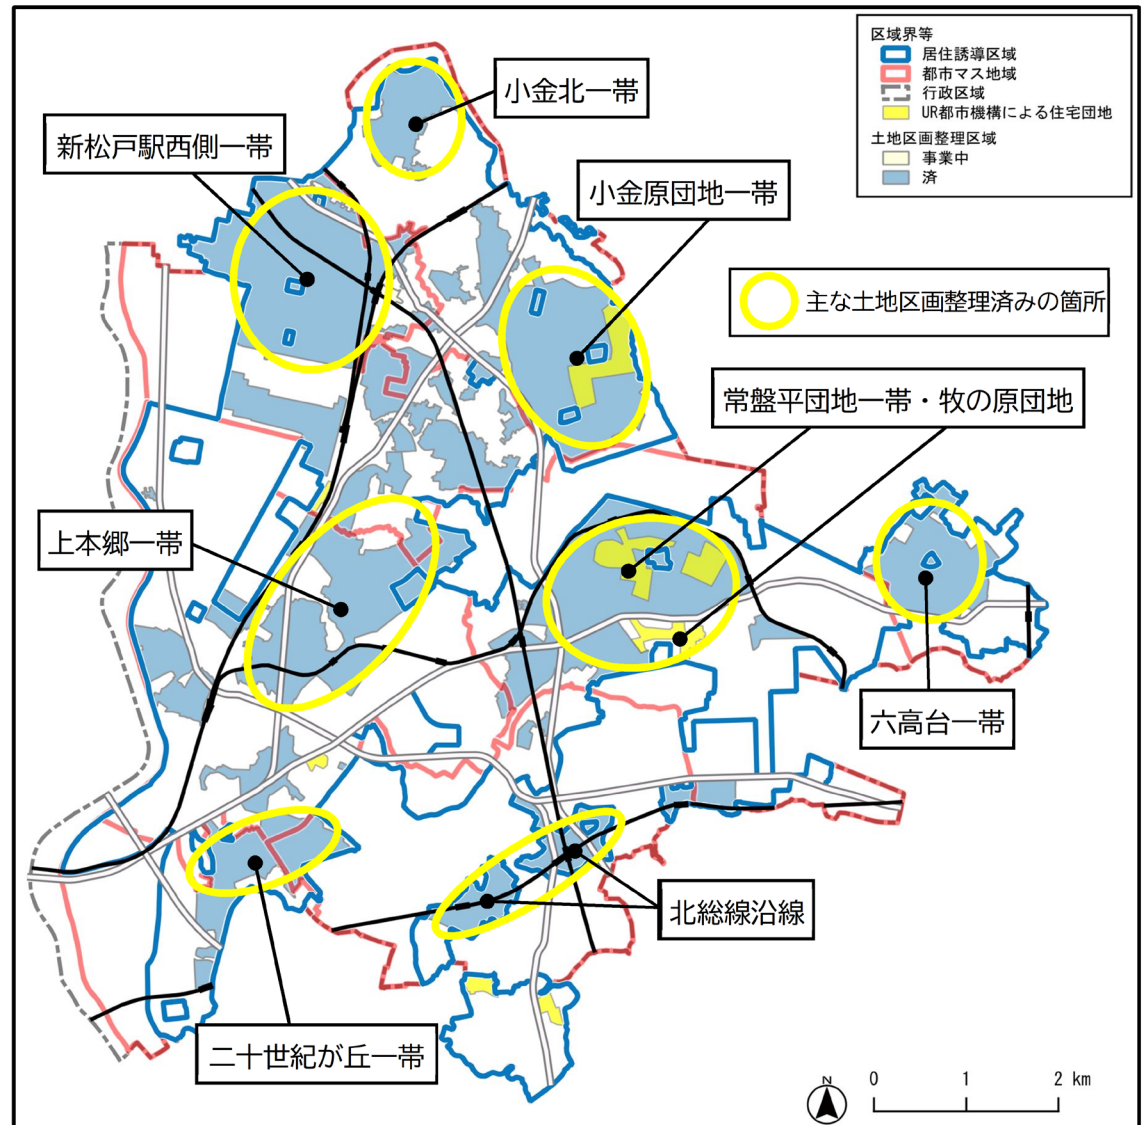 区域界等
居住誘導区域
都市マス地域
行政区域
UR都市機構による住宅団地
土地区画整理区域
事業中
済
小金北一帯
新松戸駅西側一帯
小金原団地一帯
主な土地区画整理済みの箇所
常盤平団地一帯・牧の原団地
上本郷一帯
六高台一帯
北総線沿線
二十世紀が丘一帯
N
0 1 2 km